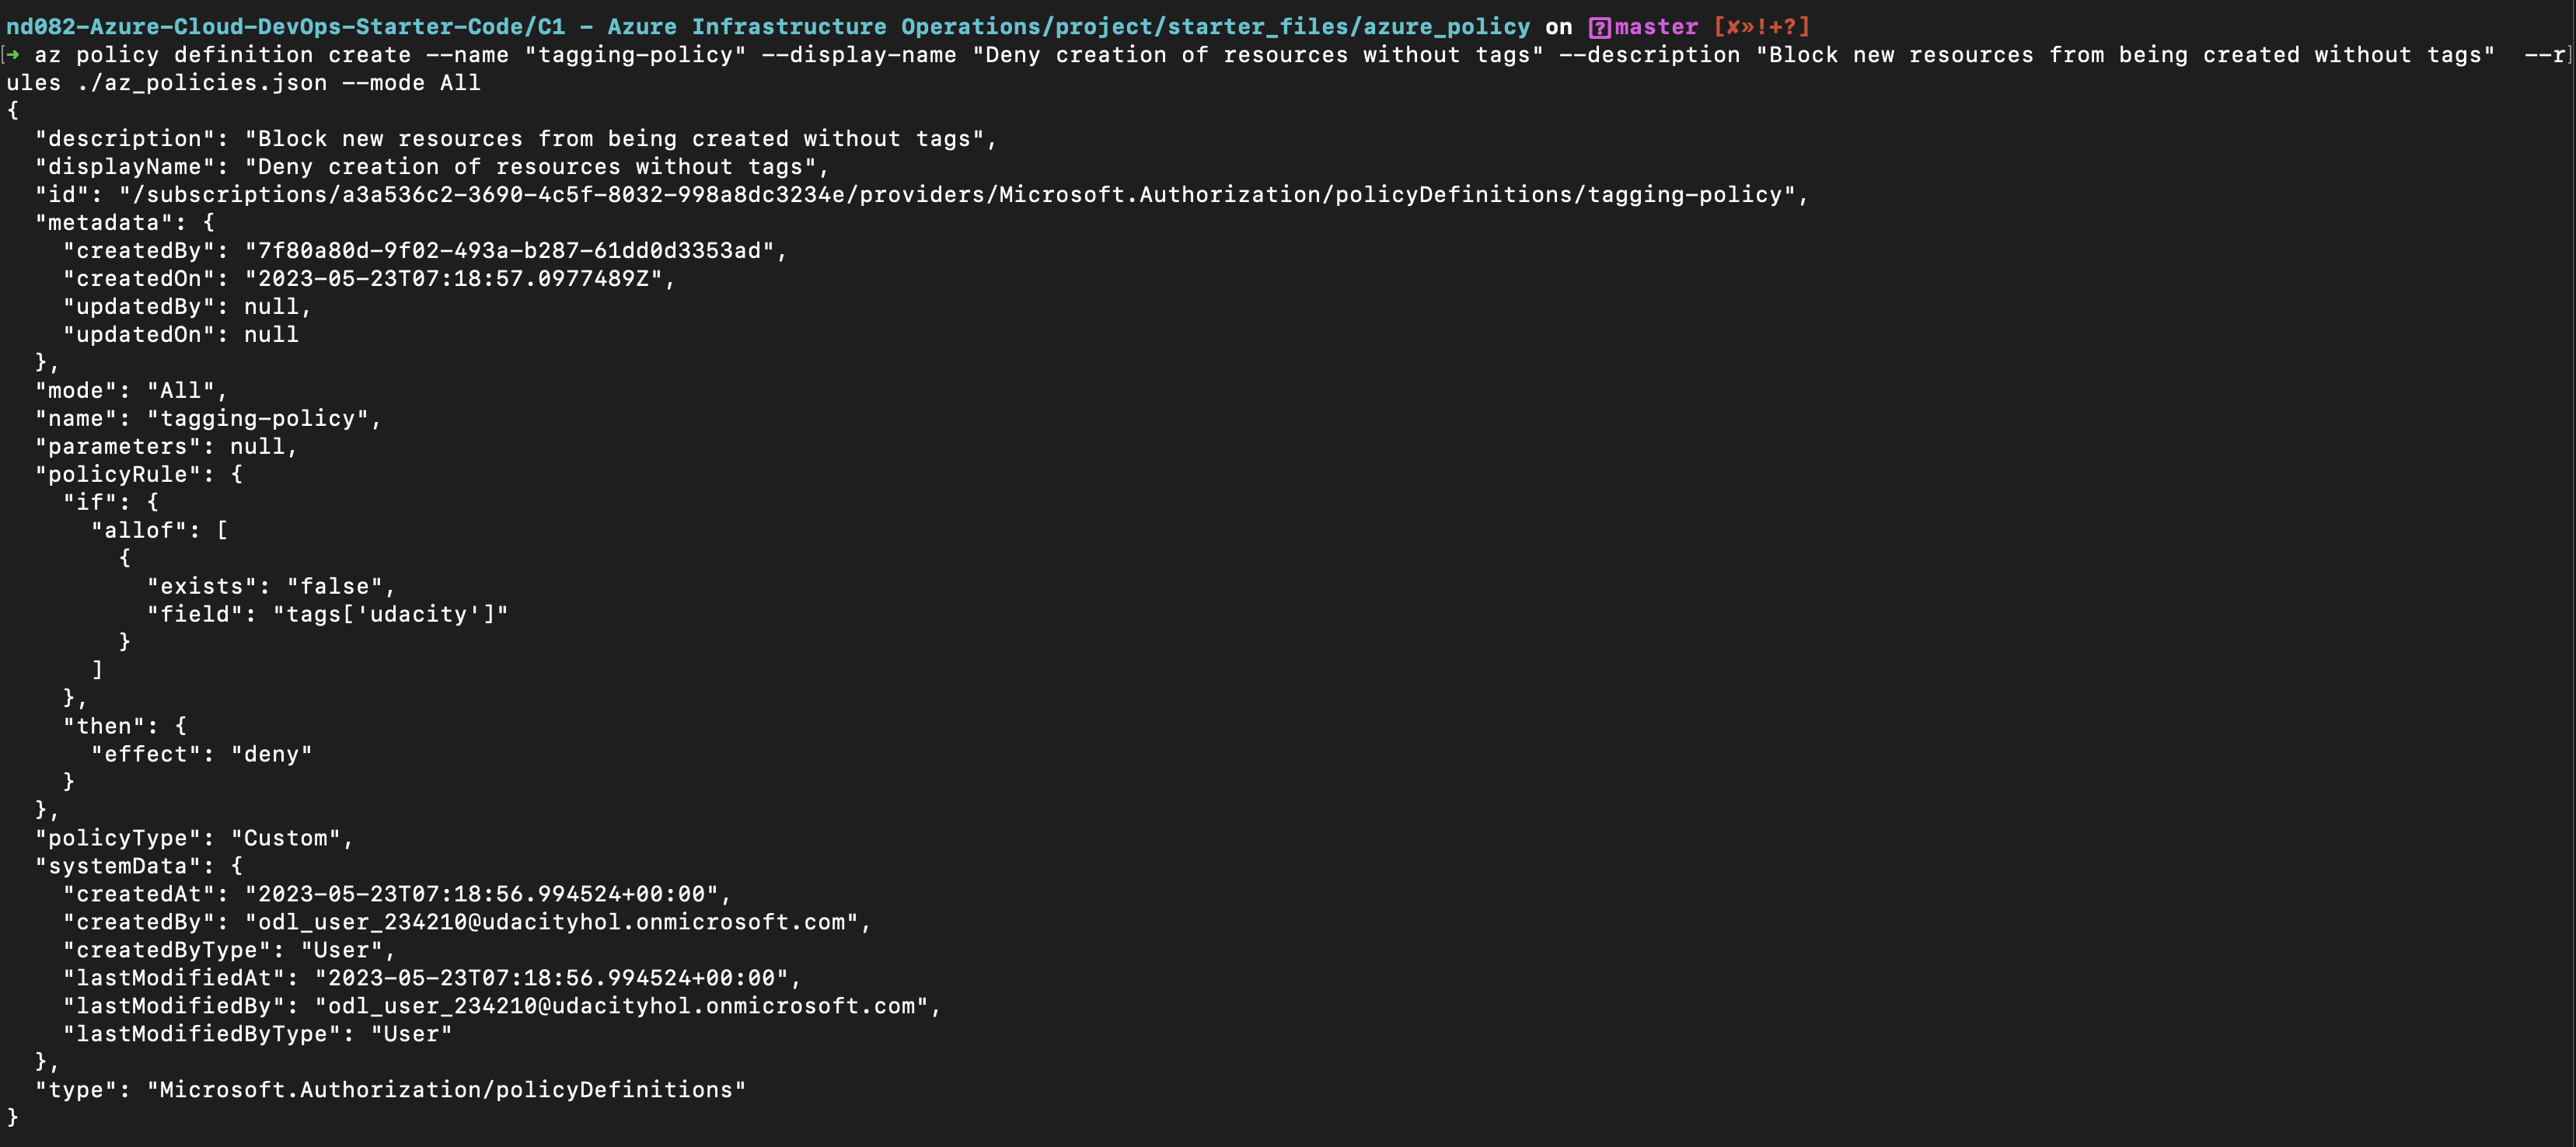 nd082-Azure-Cloud-DevOps-Starter-Code/C1 - Azure Infrastructure Operations/project/starter_files/azure_policy on master [✘»!+?]
➜ az policy definition create --name "tagging-policy" --display-name "Deny creation of resources without tags" --description "Block new resources from being created without tags"  --r
ules ./az_policies.json --mode All
{
  "description": "Block new resources from being created without tags",
  "displayName": "Deny creation of resources without tags",
  "id": "/subscriptions/a3a536c2-3690-4c5f-8032-998a8dc3234e/providers/Microsoft.Authorization/policyDefinitions/tagging-policy",
  "metadata": {
    "createdBy": "7f80a80d-9f02-493a-b287-61dd0d3353ad",
    "createdOn": "2023-05-23T07:18:57.0977489Z",
    "updatedBy": null,
    "updatedOn": null
  },
  "mode": "All",
  "name": "tagging-policy",
  "parameters": null,
  "policyRule": {
    "if": {
      "allof": [
        {
          "exists": "false",
          "field": "tags['udacity']"
        }
      ]
    },
    "then": {
      "effect": "deny"
    }
  },
  "policyType": "Custom",
  "systemData": {
    "createdAt": "2023-05-23T07:18:56.994524+00:00",
    "createdBy": "odl_user_234210@udacityhol.onmicrosoft.com",
    "createdByType": "User",
    "lastModifiedAt": "2023-05-23T07:18:56.994524+00:00",
    "lastModifiedBy": "odl_user_234210@udacityhol.onmicrosoft.com",
    "lastModifiedByType": "User"
  },
  "type": "Microsoft.Authorization/policyDefinitions"
}